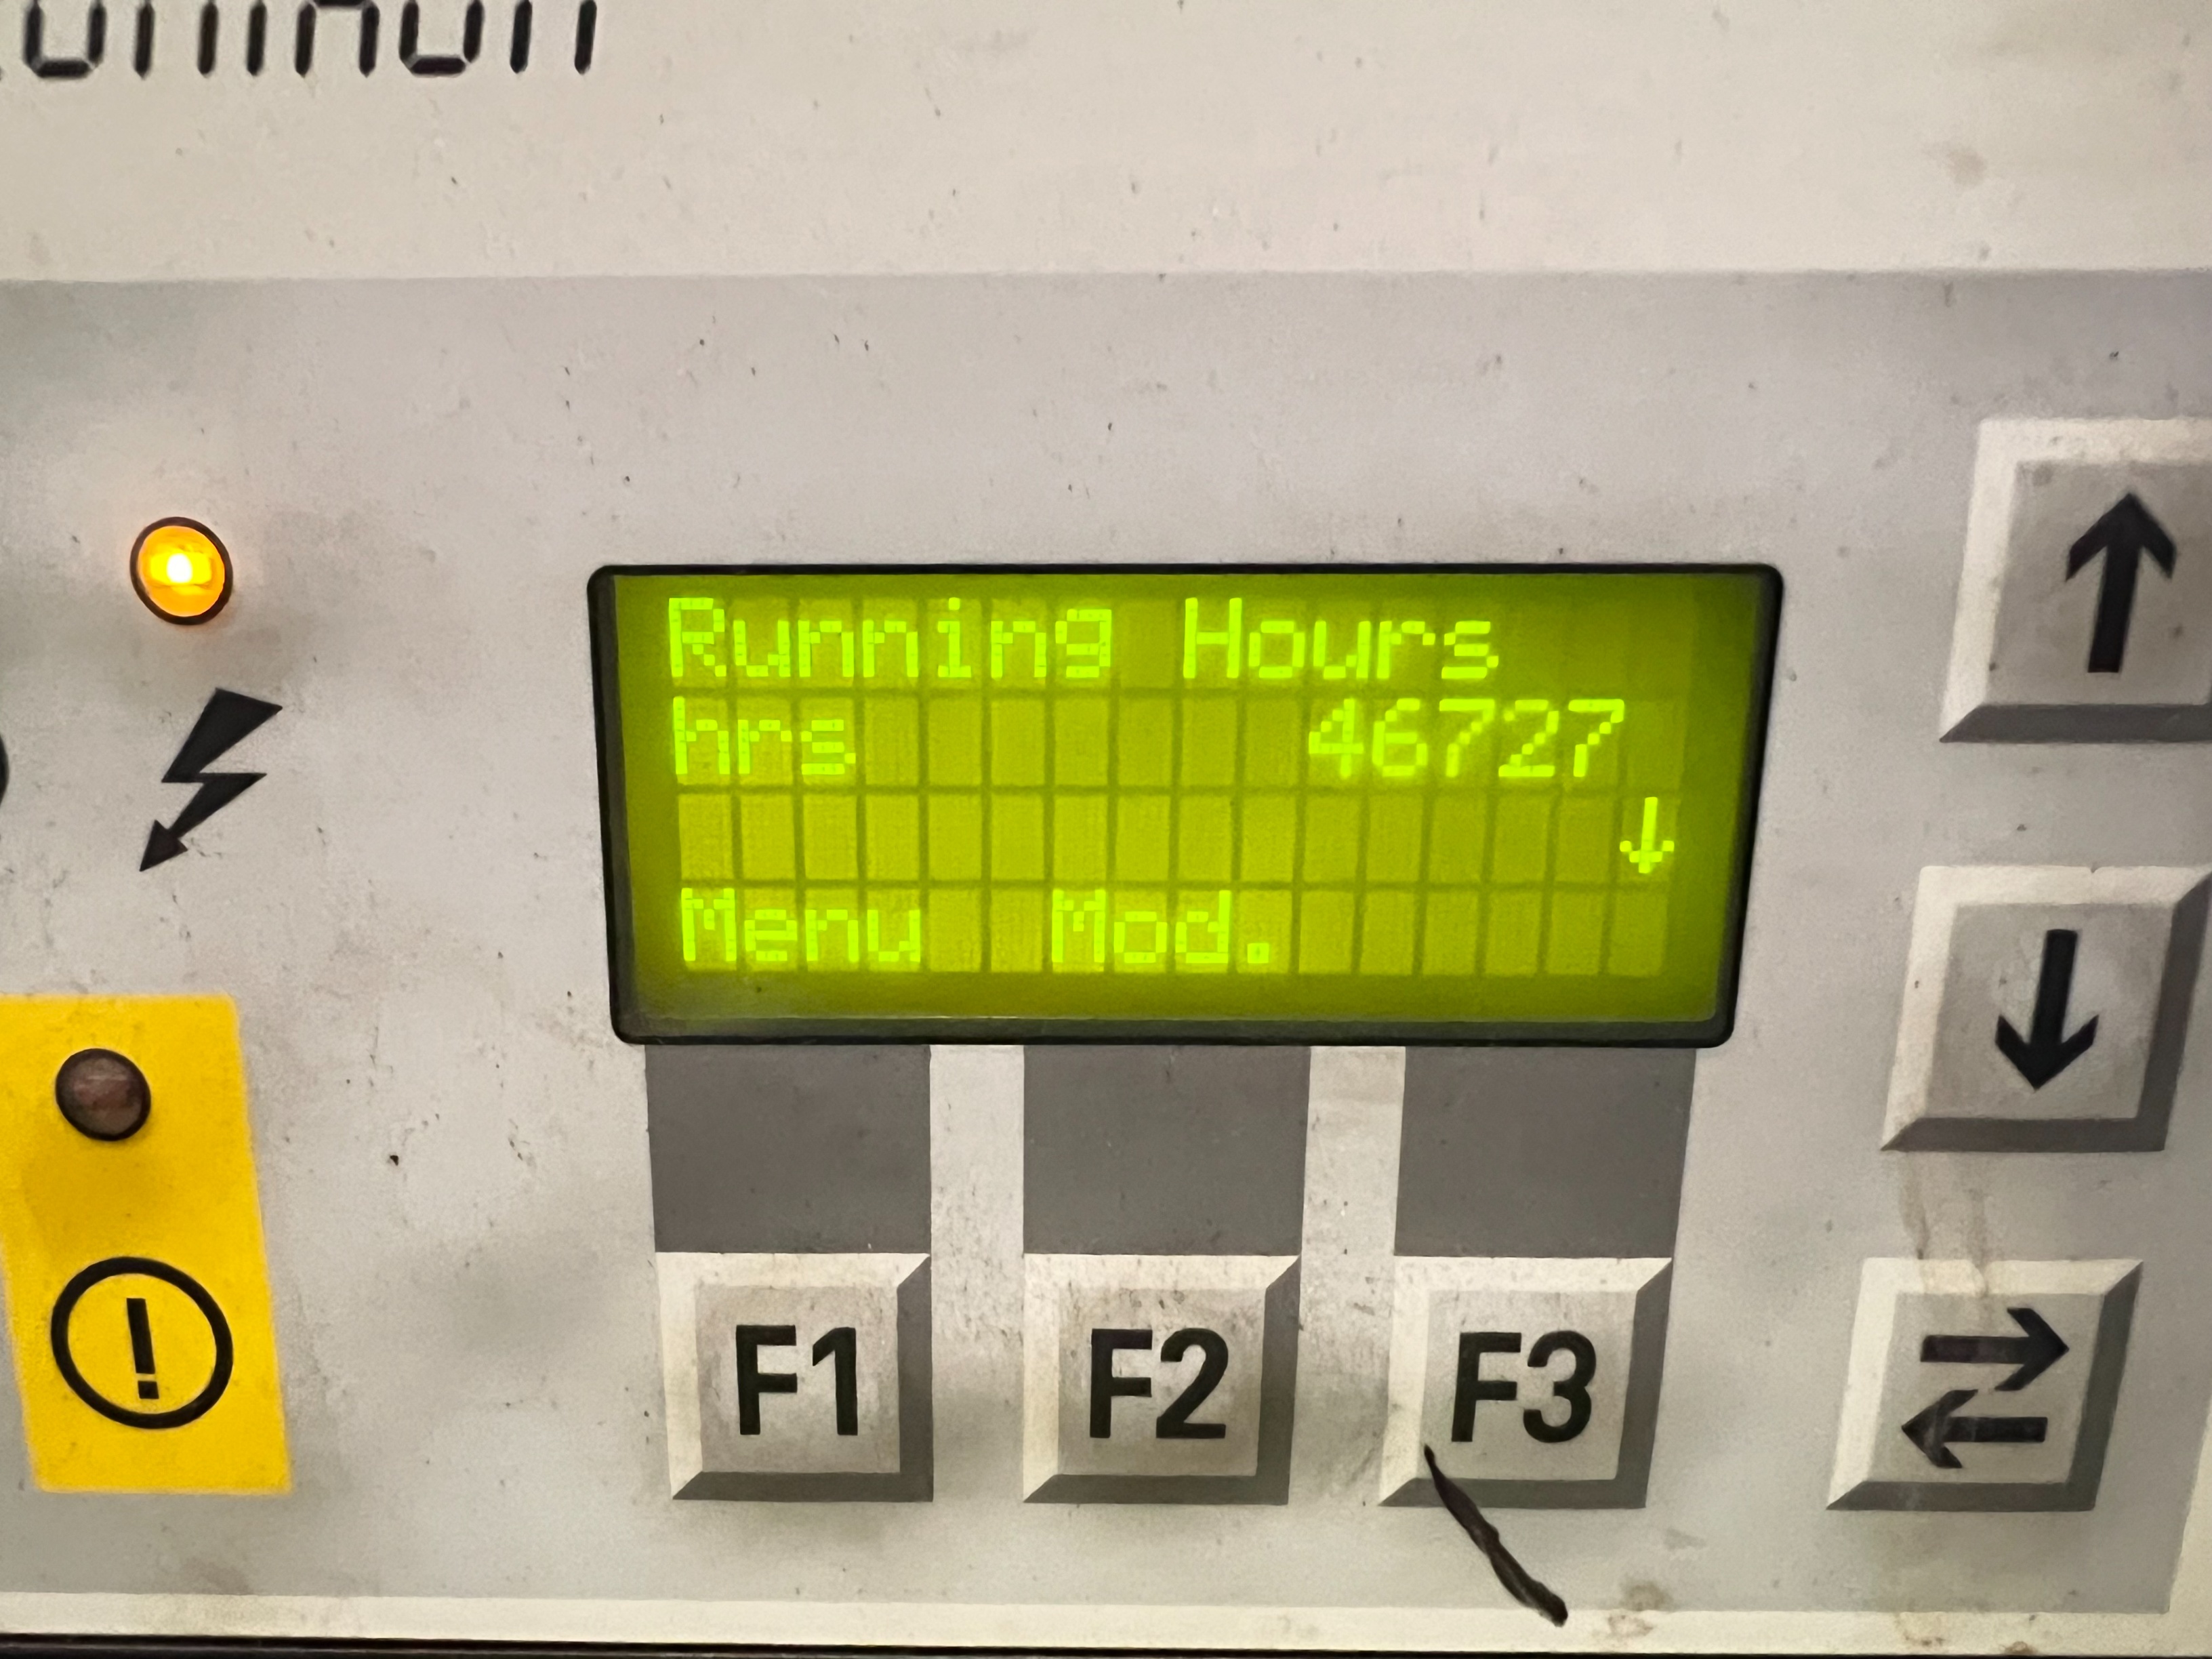 Running Hours
hrs 46727
↓
Menu Mod.
F1 F2 F3